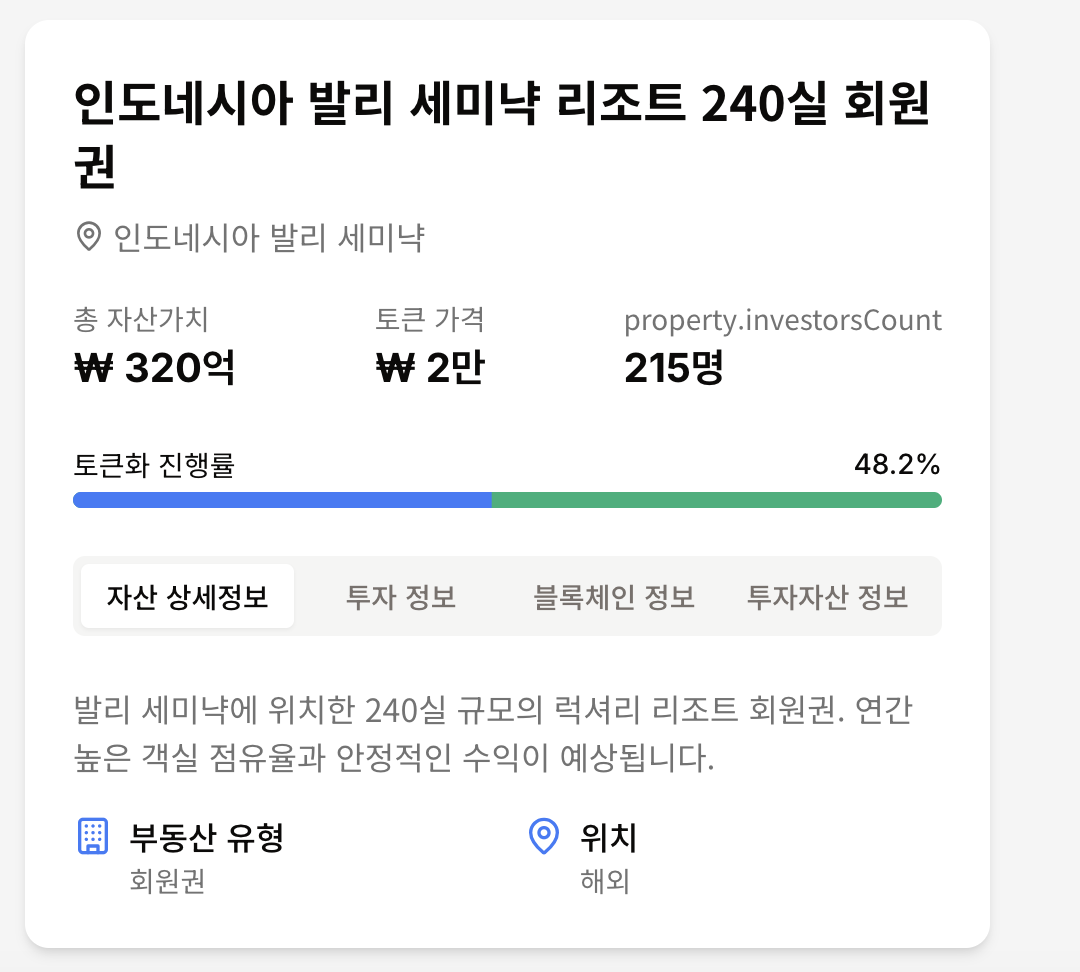 인도네시아 발리 세미냑 리조트 240실 회원
권
인도네시아 발리 세미냑
총 자산가치
토큰 가격
property.investorsCount
₩ 320억
₩ 2만
215명
토큰화 진행률
48.2%
자산 상세정보
투자 정보
블록체인 정보
투자자산 정보
발리 세미냑에 위치한 240실 규모의 럭셔리 리조트 회원권. 연간
높은 객실 점유율과 안정적인 수익이 예상됩니다.
부동산 유형
위치
회원권
해외